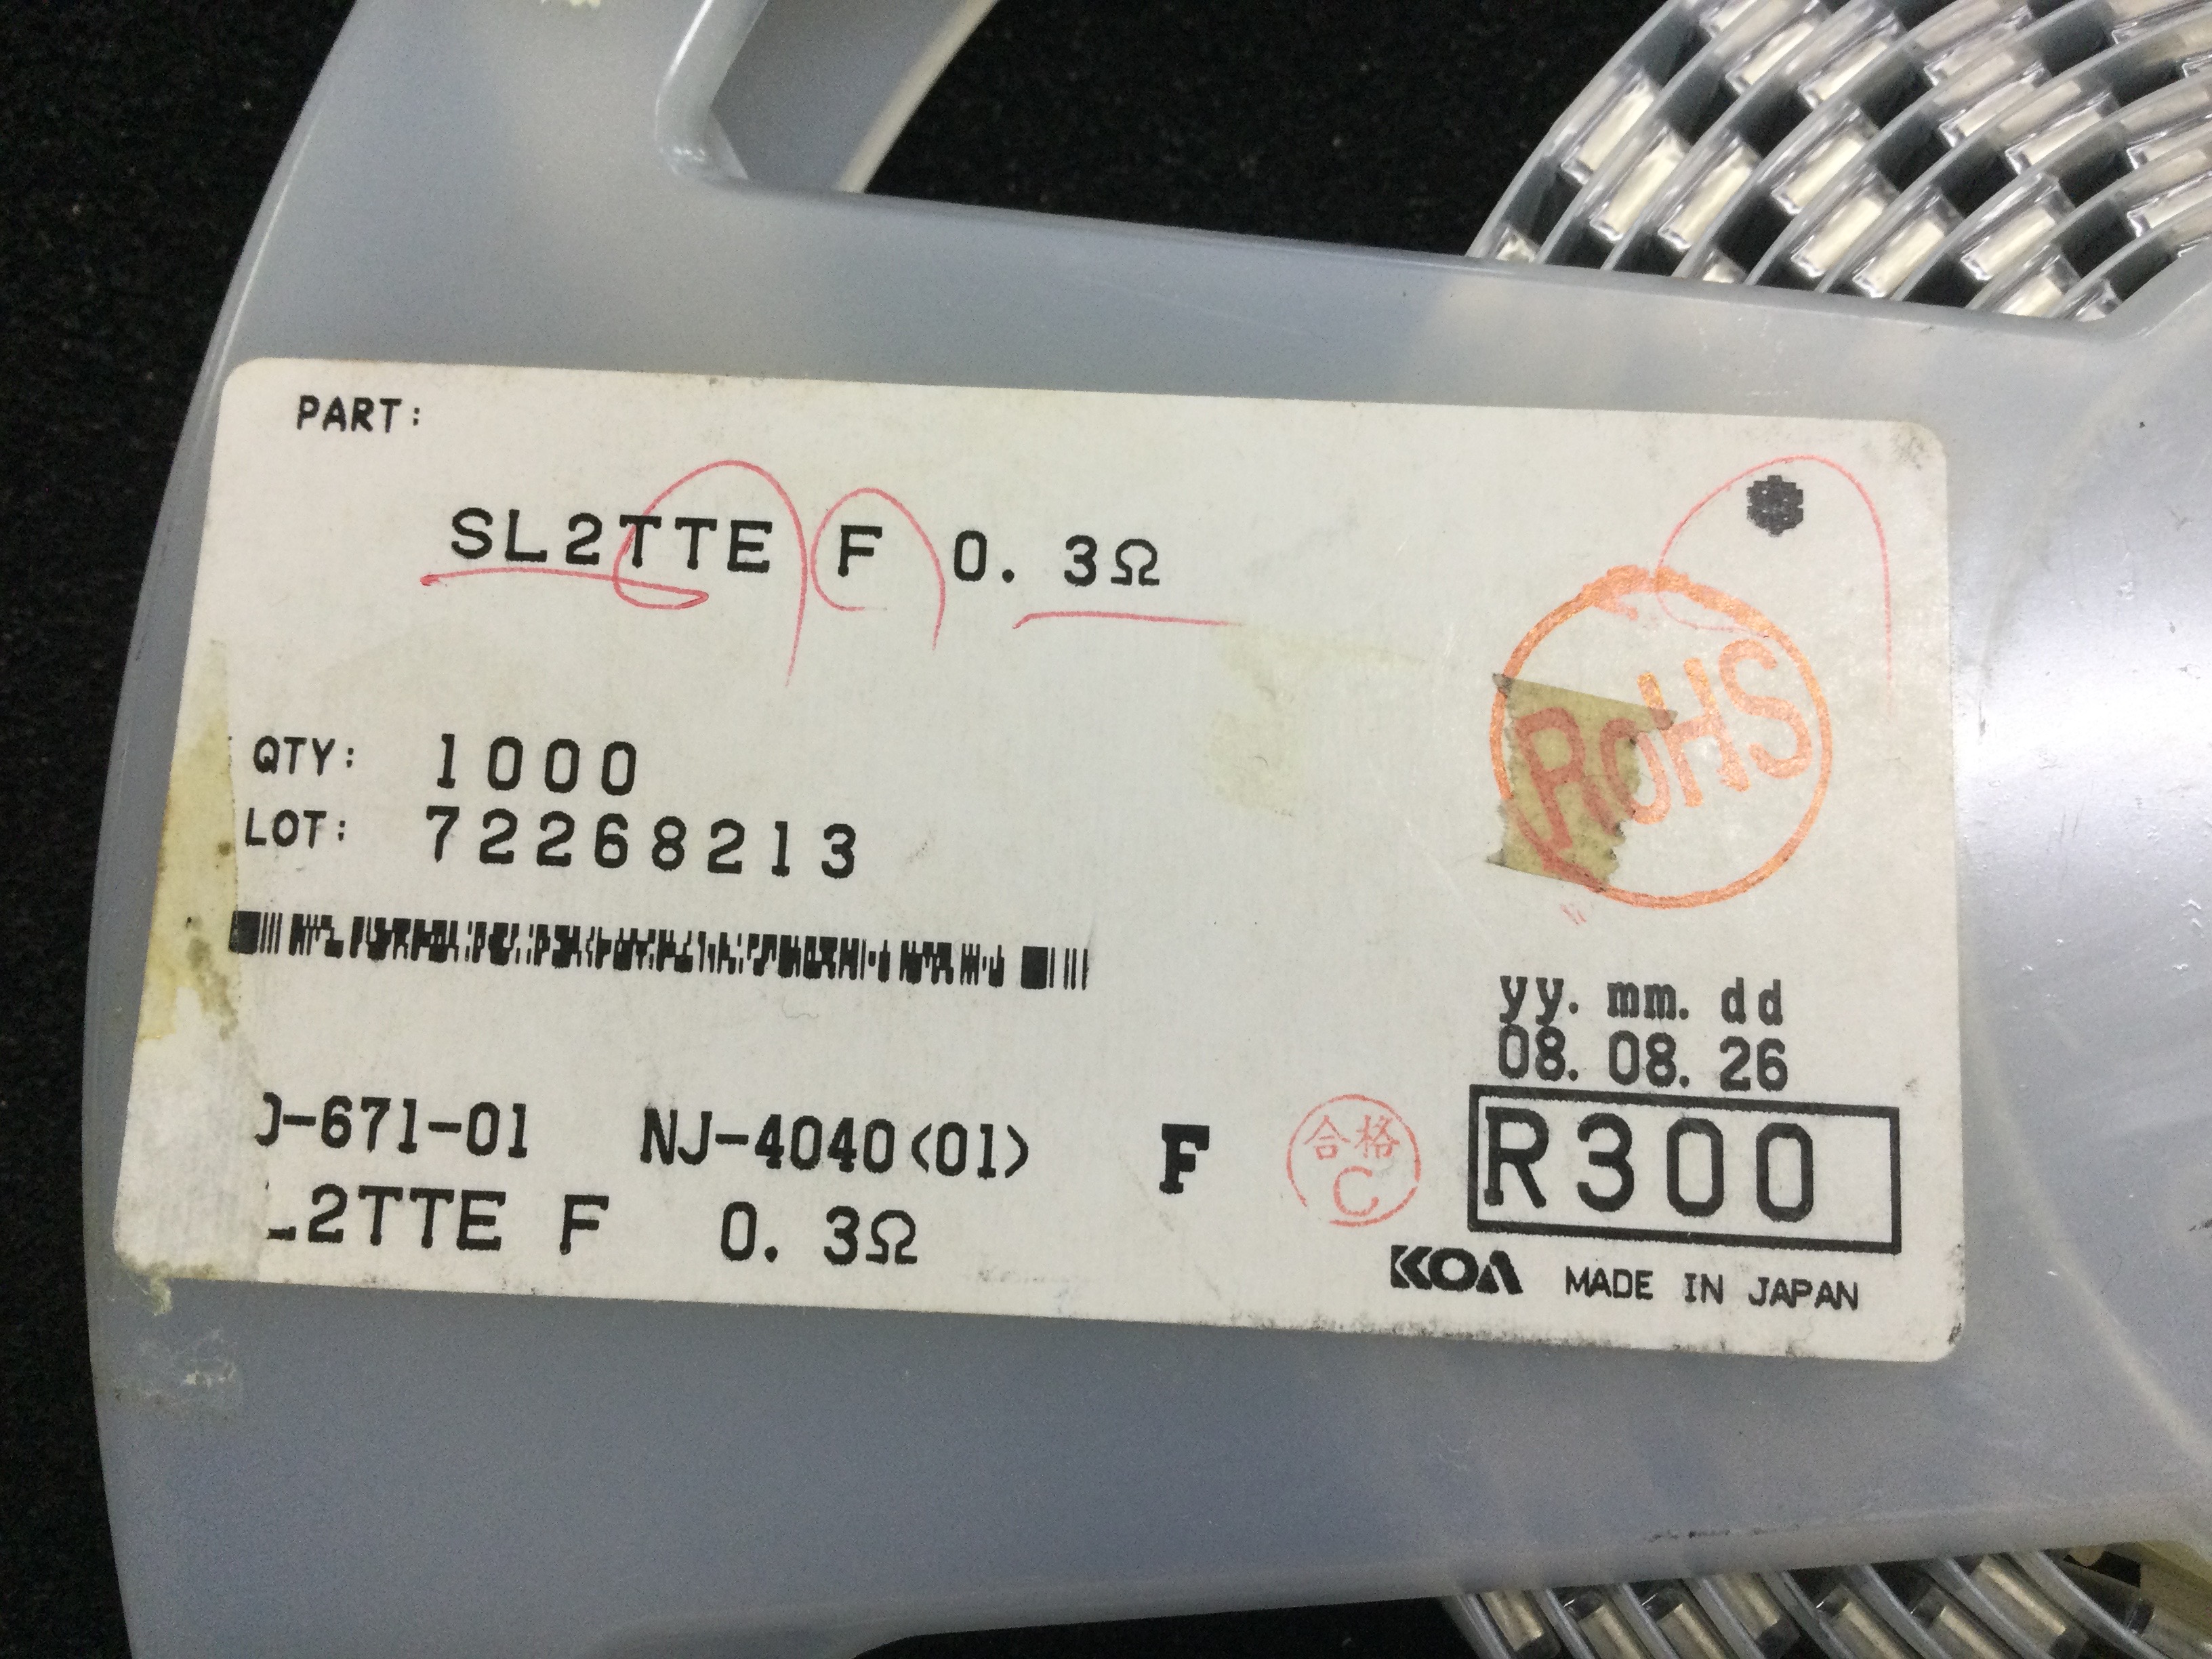 PART:
SL2TTE F 0.3Ω
RoHS
QTY: 1000
LOT: 72268213
yy. mm. dd
08. 08. 26
-671-01 NJ-4040<01> F
合格
C
R300
2TTE F 0.3Ω
KOA MADE IN JAPAN